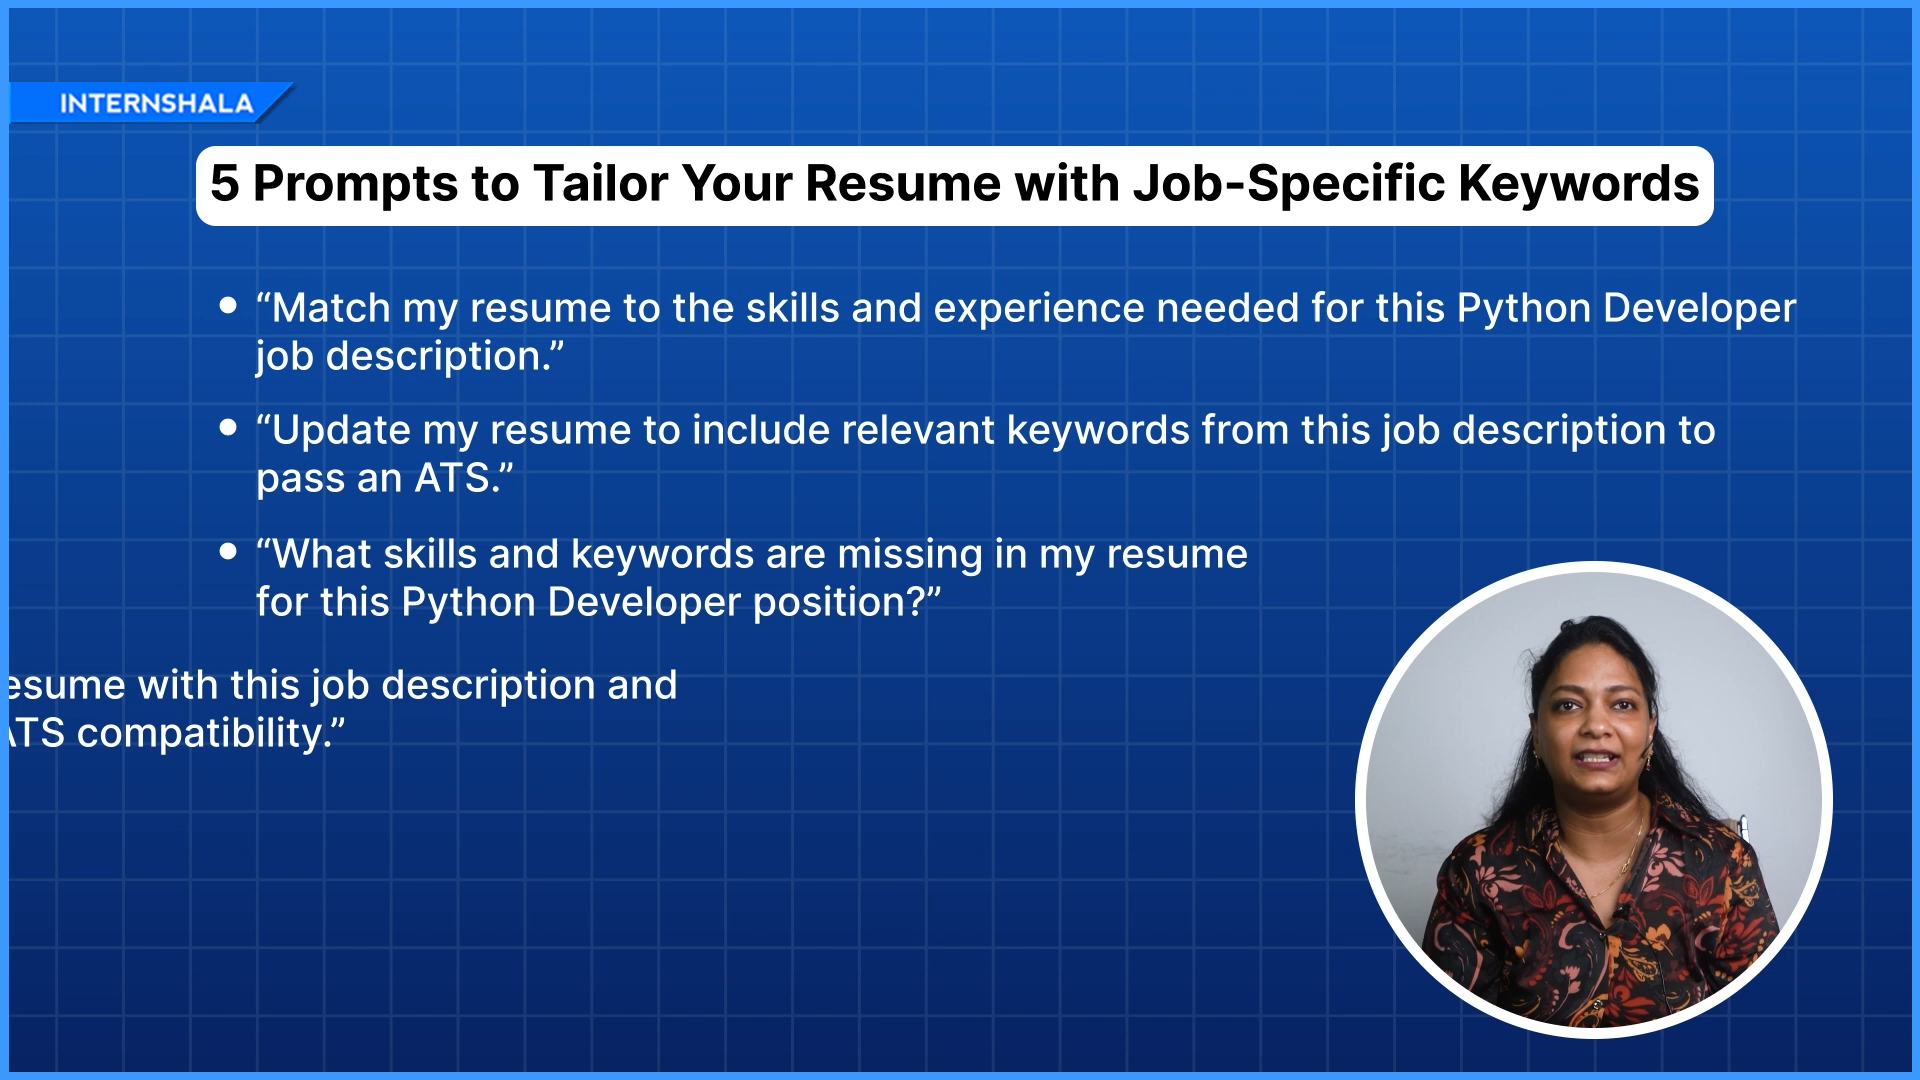 INTERNSHALA
5 Prompts to Tailor Your Resume with Job-Specific Keywords
“Match my resume to the skills and experience needed for this Python Developer
job description.”
“Update my resume to include relevant keywords from this job description to
pass an ATS.”
“What skills and keywords are missing in my resume
for this Python Developer position?”
esume with this job description and
ATS compatibility.”